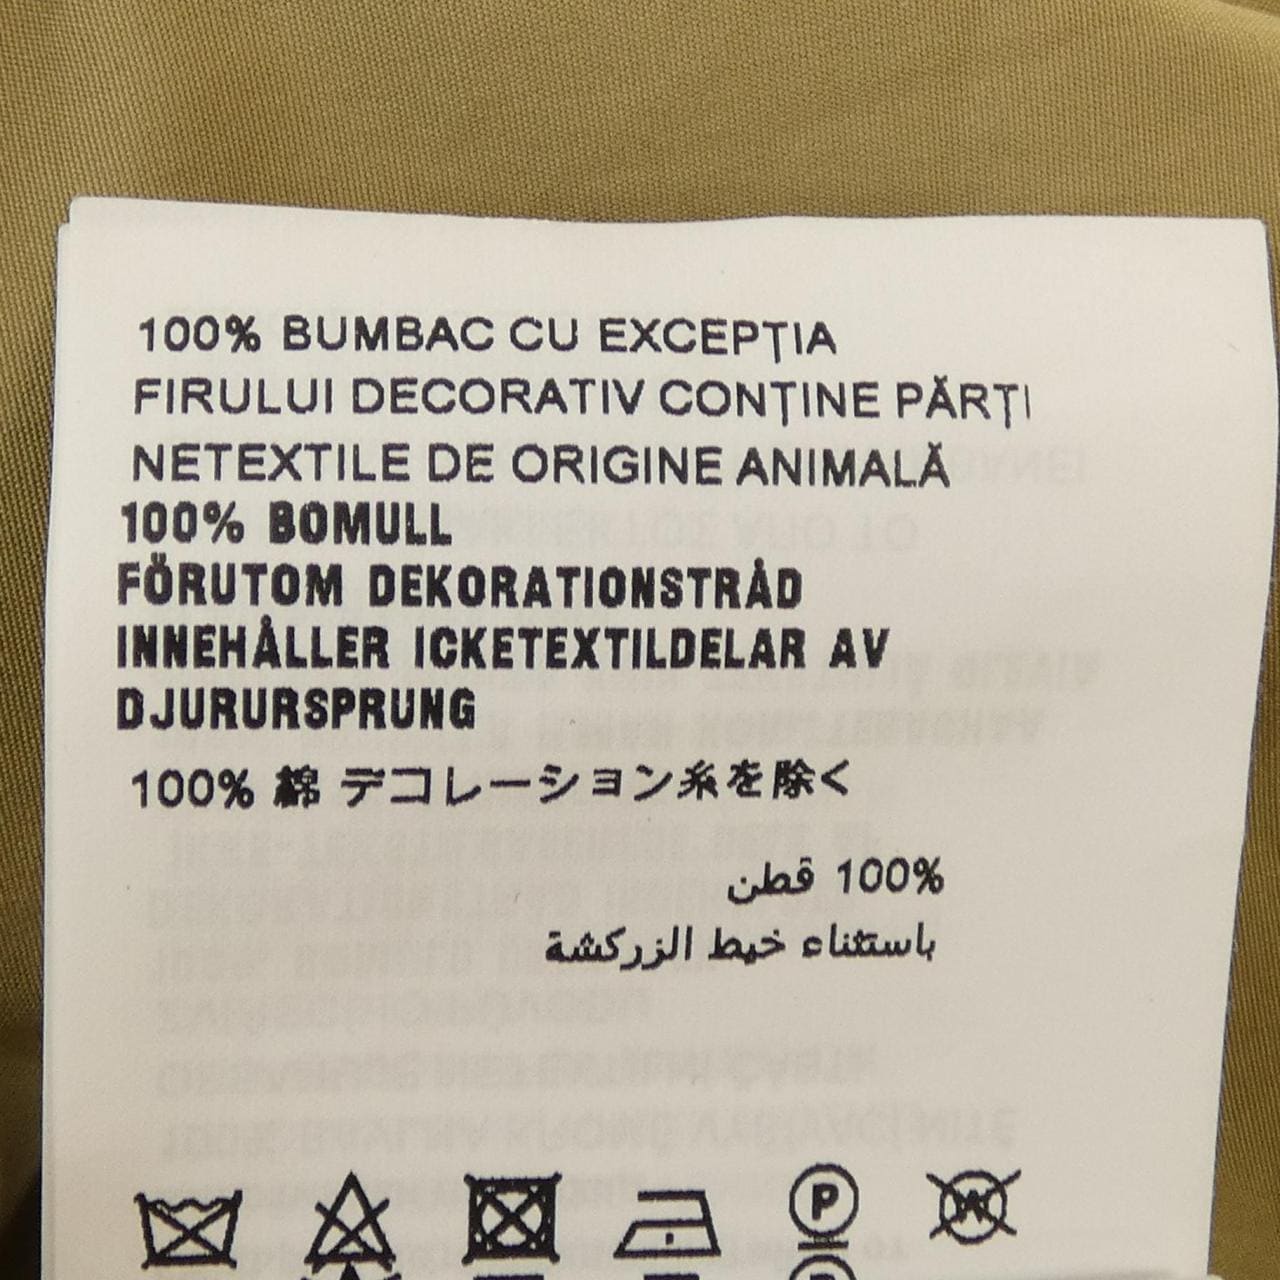 100% BUMBAC CU EXCEPȚIA
FIRULUI DECORATIV CONȚINE PĂRȚI
NETEXTILE DE ORIGINE ANIMALĂ
100% BOMULL
FÖRUTOM DEKORATIONSTRÅD
INNEHÅLLER ICKETEXTILDELAR AV
DJURURSPRUNG
100% 綿 デコレーション糸を除く
100% قطن
باستثناء خيط الزركشة
P
W